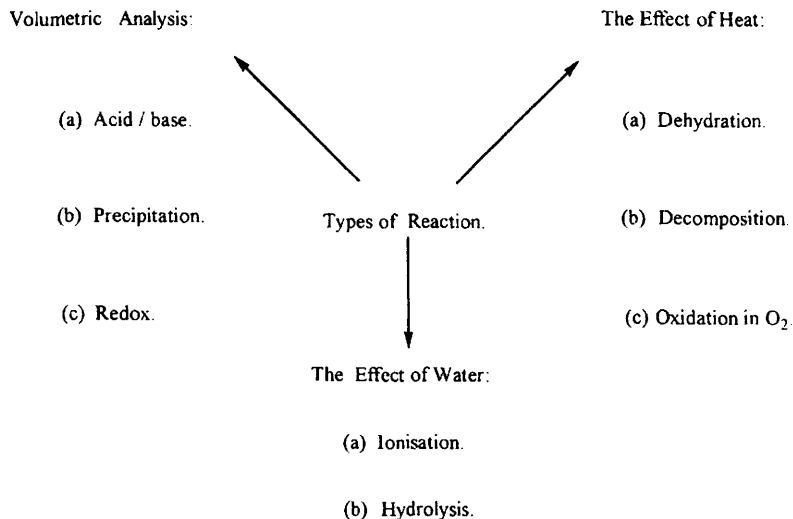 Volumetric Analysis:
(a) Acid / base.
(b) Precipitation.
(c) Redox.
The Effect of Heat:
(a) Dehydration.
(b) Decomposition.
(c) Oxidation in O₂.
Types of Reaction.
The Effect of Water:
(a) Ionisation.
(b) Hydrolysis.